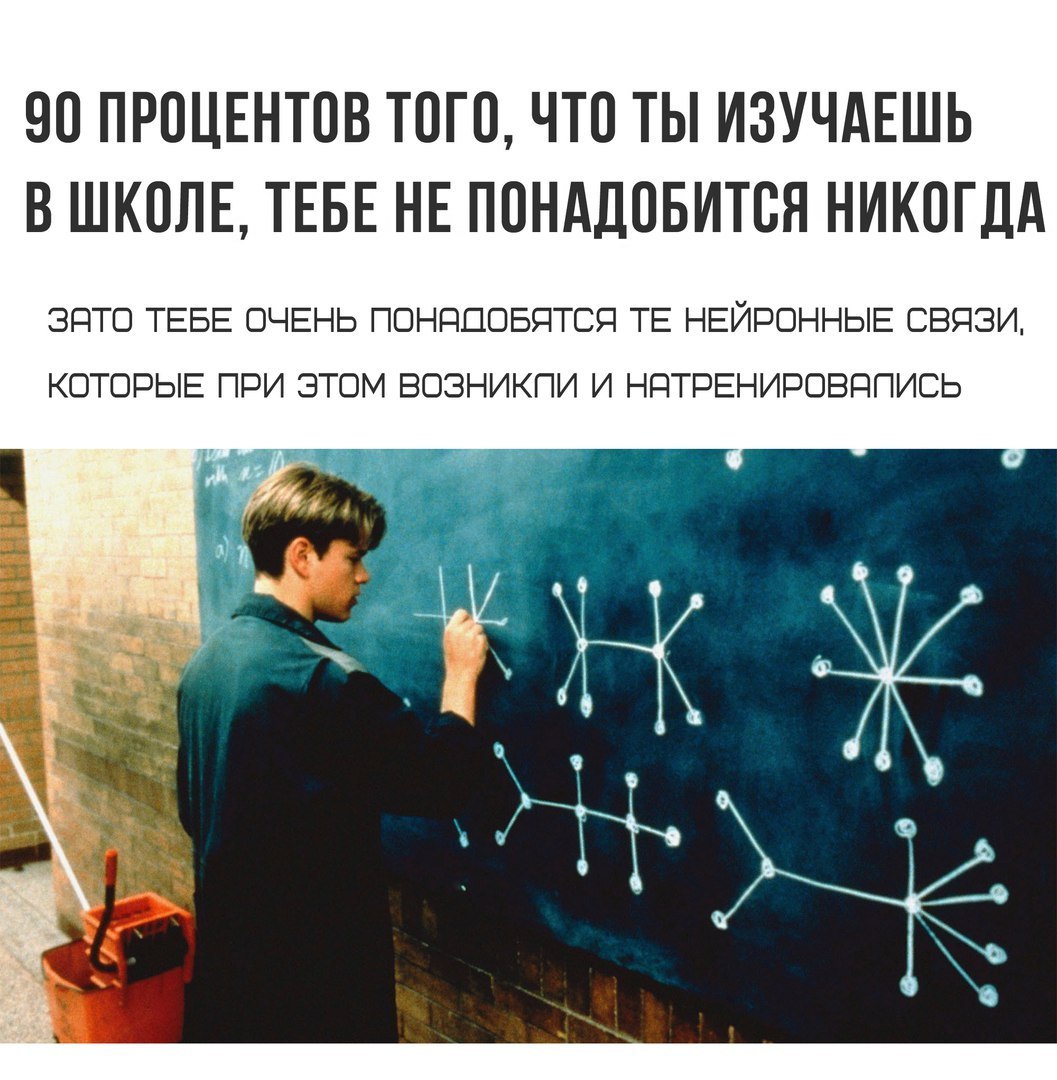 90 ПРОЦЕНТОВ ТОГО, ЧТО ТЫ ИЗУЧАЕШЬ
В ШКОЛЕ, ТЕБЕ НЕ ПОНАДОБИТСЯ НИКОГДА
ЗАТО ТЕБЕ ОЧЕНЬ ПОНАДОБЯТСЯ ТЕ НЕЙРОННЫЕ СВЯЗИ,
КОТОРЫЕ ПРИ ЭТОМ ВОЗНИКЛИ И НАТРЕНИРОВАЛИСЬ
with
a)